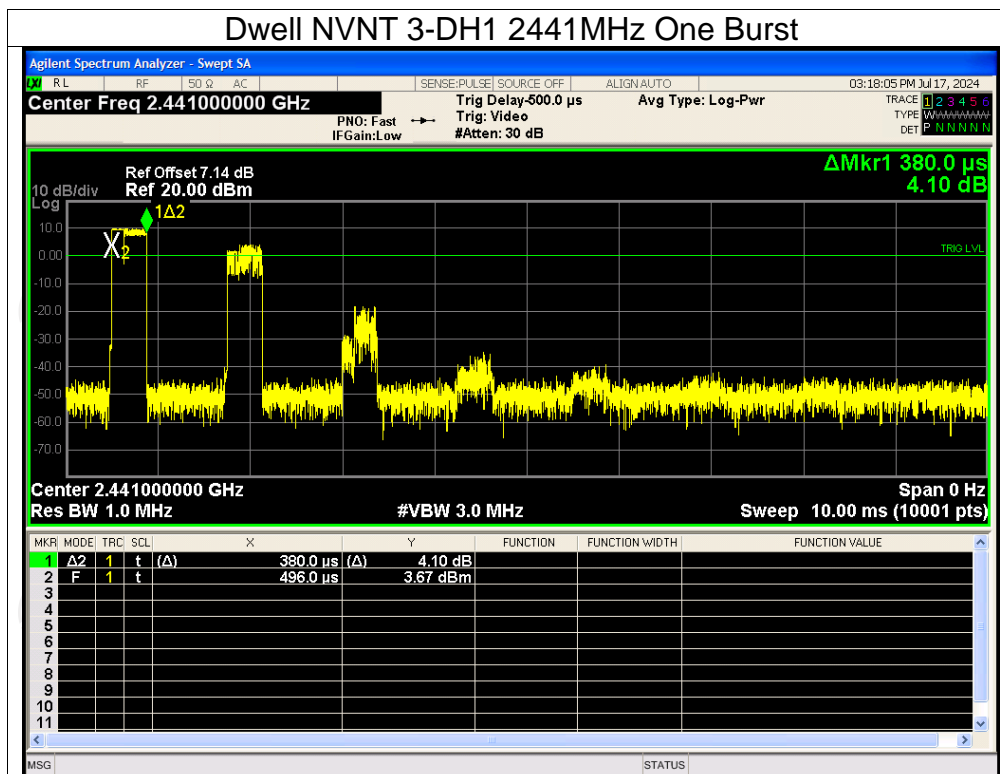 Dwell NVNT 3-DH1 2441MHz One Burst
Agilent Spectrum Analyzer - Swept SA
LXI RL RF 50 Ω AC SENSE:PULSE SOURCE OFF ALIGN AUTO 03:18:05 PM Jul 17, 2024
Center Freq 2.441000000 GHz Trig Delay-500.0 µs Avg Type: Log-Pwr TRACE 1 2 3 4 5 6
PNO: Fast Trig: Video TYPE W
IFGain:Low #Atten: 30 dB DET P N N N N N
ΔMkr1 380.0 µs
4.10 dB
Ref Offset 7.14 dB
10 dB/div Ref 20.00 dBm
Log
1Δ2
10.0
X2
0.00
TRIG LVL
-10.0
-20.0
-30.0
-40.0
-50.0
-60.0
-70.0
Center 2.441000000 GHz Span 0 Hz
Res BW 1.0 MHz #VBW 3.0 MHz Sweep 10.00 ms (10001 pts)
MKR MODE TRC SCL X Y FUNCTION FUNCTION WIDTH FUNCTION VALUE
1 Δ2 1 t (Δ) 380.0 µs (Δ) 4.10 dB
2 F 1 t 496.0 µs 3.67 dBm
3
4
5
6
7
8
9
10
11
MSG STATUS